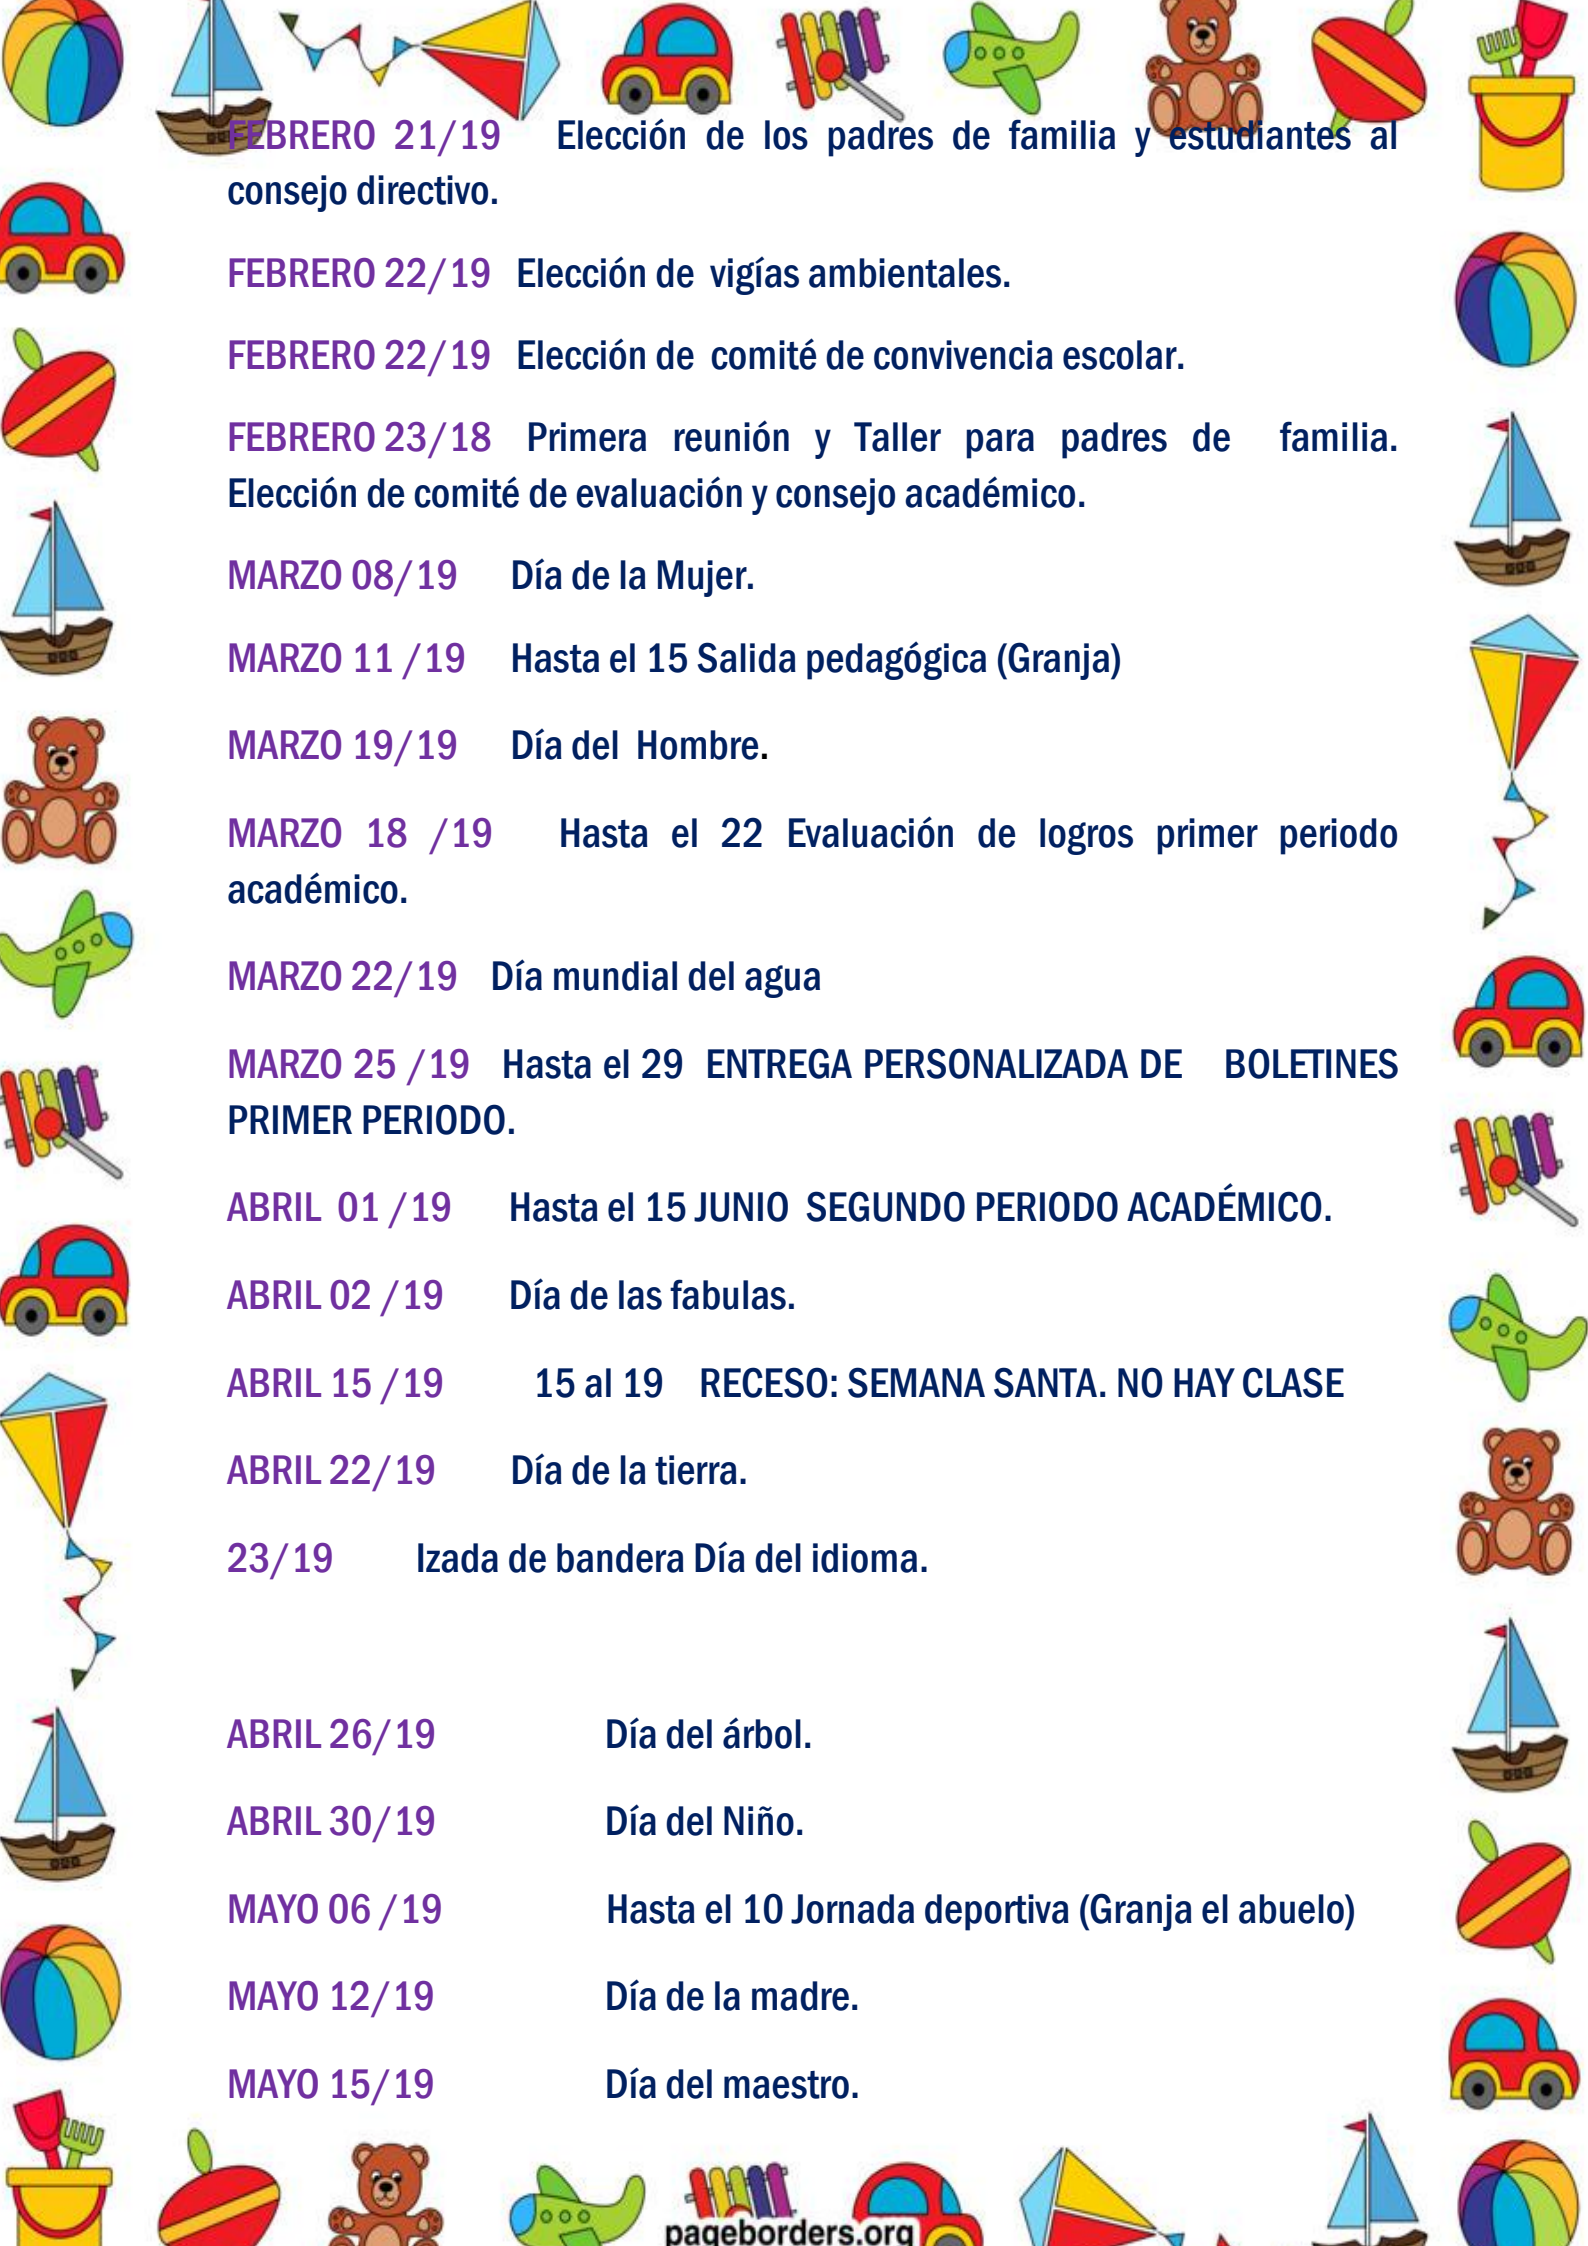 FEBRERO 21/19 Elección de los padres de familia y estudiantes al
consejo directivo.
FEBRERO 22/19 Elección de vigías ambientales.
FEBRERO 22/19 Elección de comité de convivencia escolar.
FEBRERO 23/18 Primera reunión y Taller para padres de familia.
Elección de comité de evaluación y consejo académico.
MARZO 08/19 Día de la Mujer.
MARZO 11 /19 Hasta el 15 Salida pedagógica (Granja)
MARZO 19/19 Día del Hombre.
MARZO 18 /19 Hasta el 22 Evaluación de logros primer periodo
académico.
MARZO 22/19 Día mundial del agua
MARZO 25 /19 Hasta el 29 ENTREGA PERSONALIZADA DE BOLETINES
PRIMER PERIODO.
ABRIL 01 /19 Hasta el 15 JUNIO SEGUNDO PERIODO ACADÉMICO.
ABRIL 02 /19 Día de las fabulas.
ABRIL 15 /19 15 al 19 RECESO: SEMANA SANTA. NO HAY CLASE
ABRIL 22/19 Día de la tierra.
23/19 Izada de bandera Día del idioma.
ABRIL 26/19 Día del árbol.
ABRIL 30/19 Día del Niño.
MAYO 06 /19 Hasta el 10 Jornada deportiva (Granja el abuelo)
MAYO 12/19 Día de la madre.
MAYO 15/19 Día del maestro.
pageborders.org